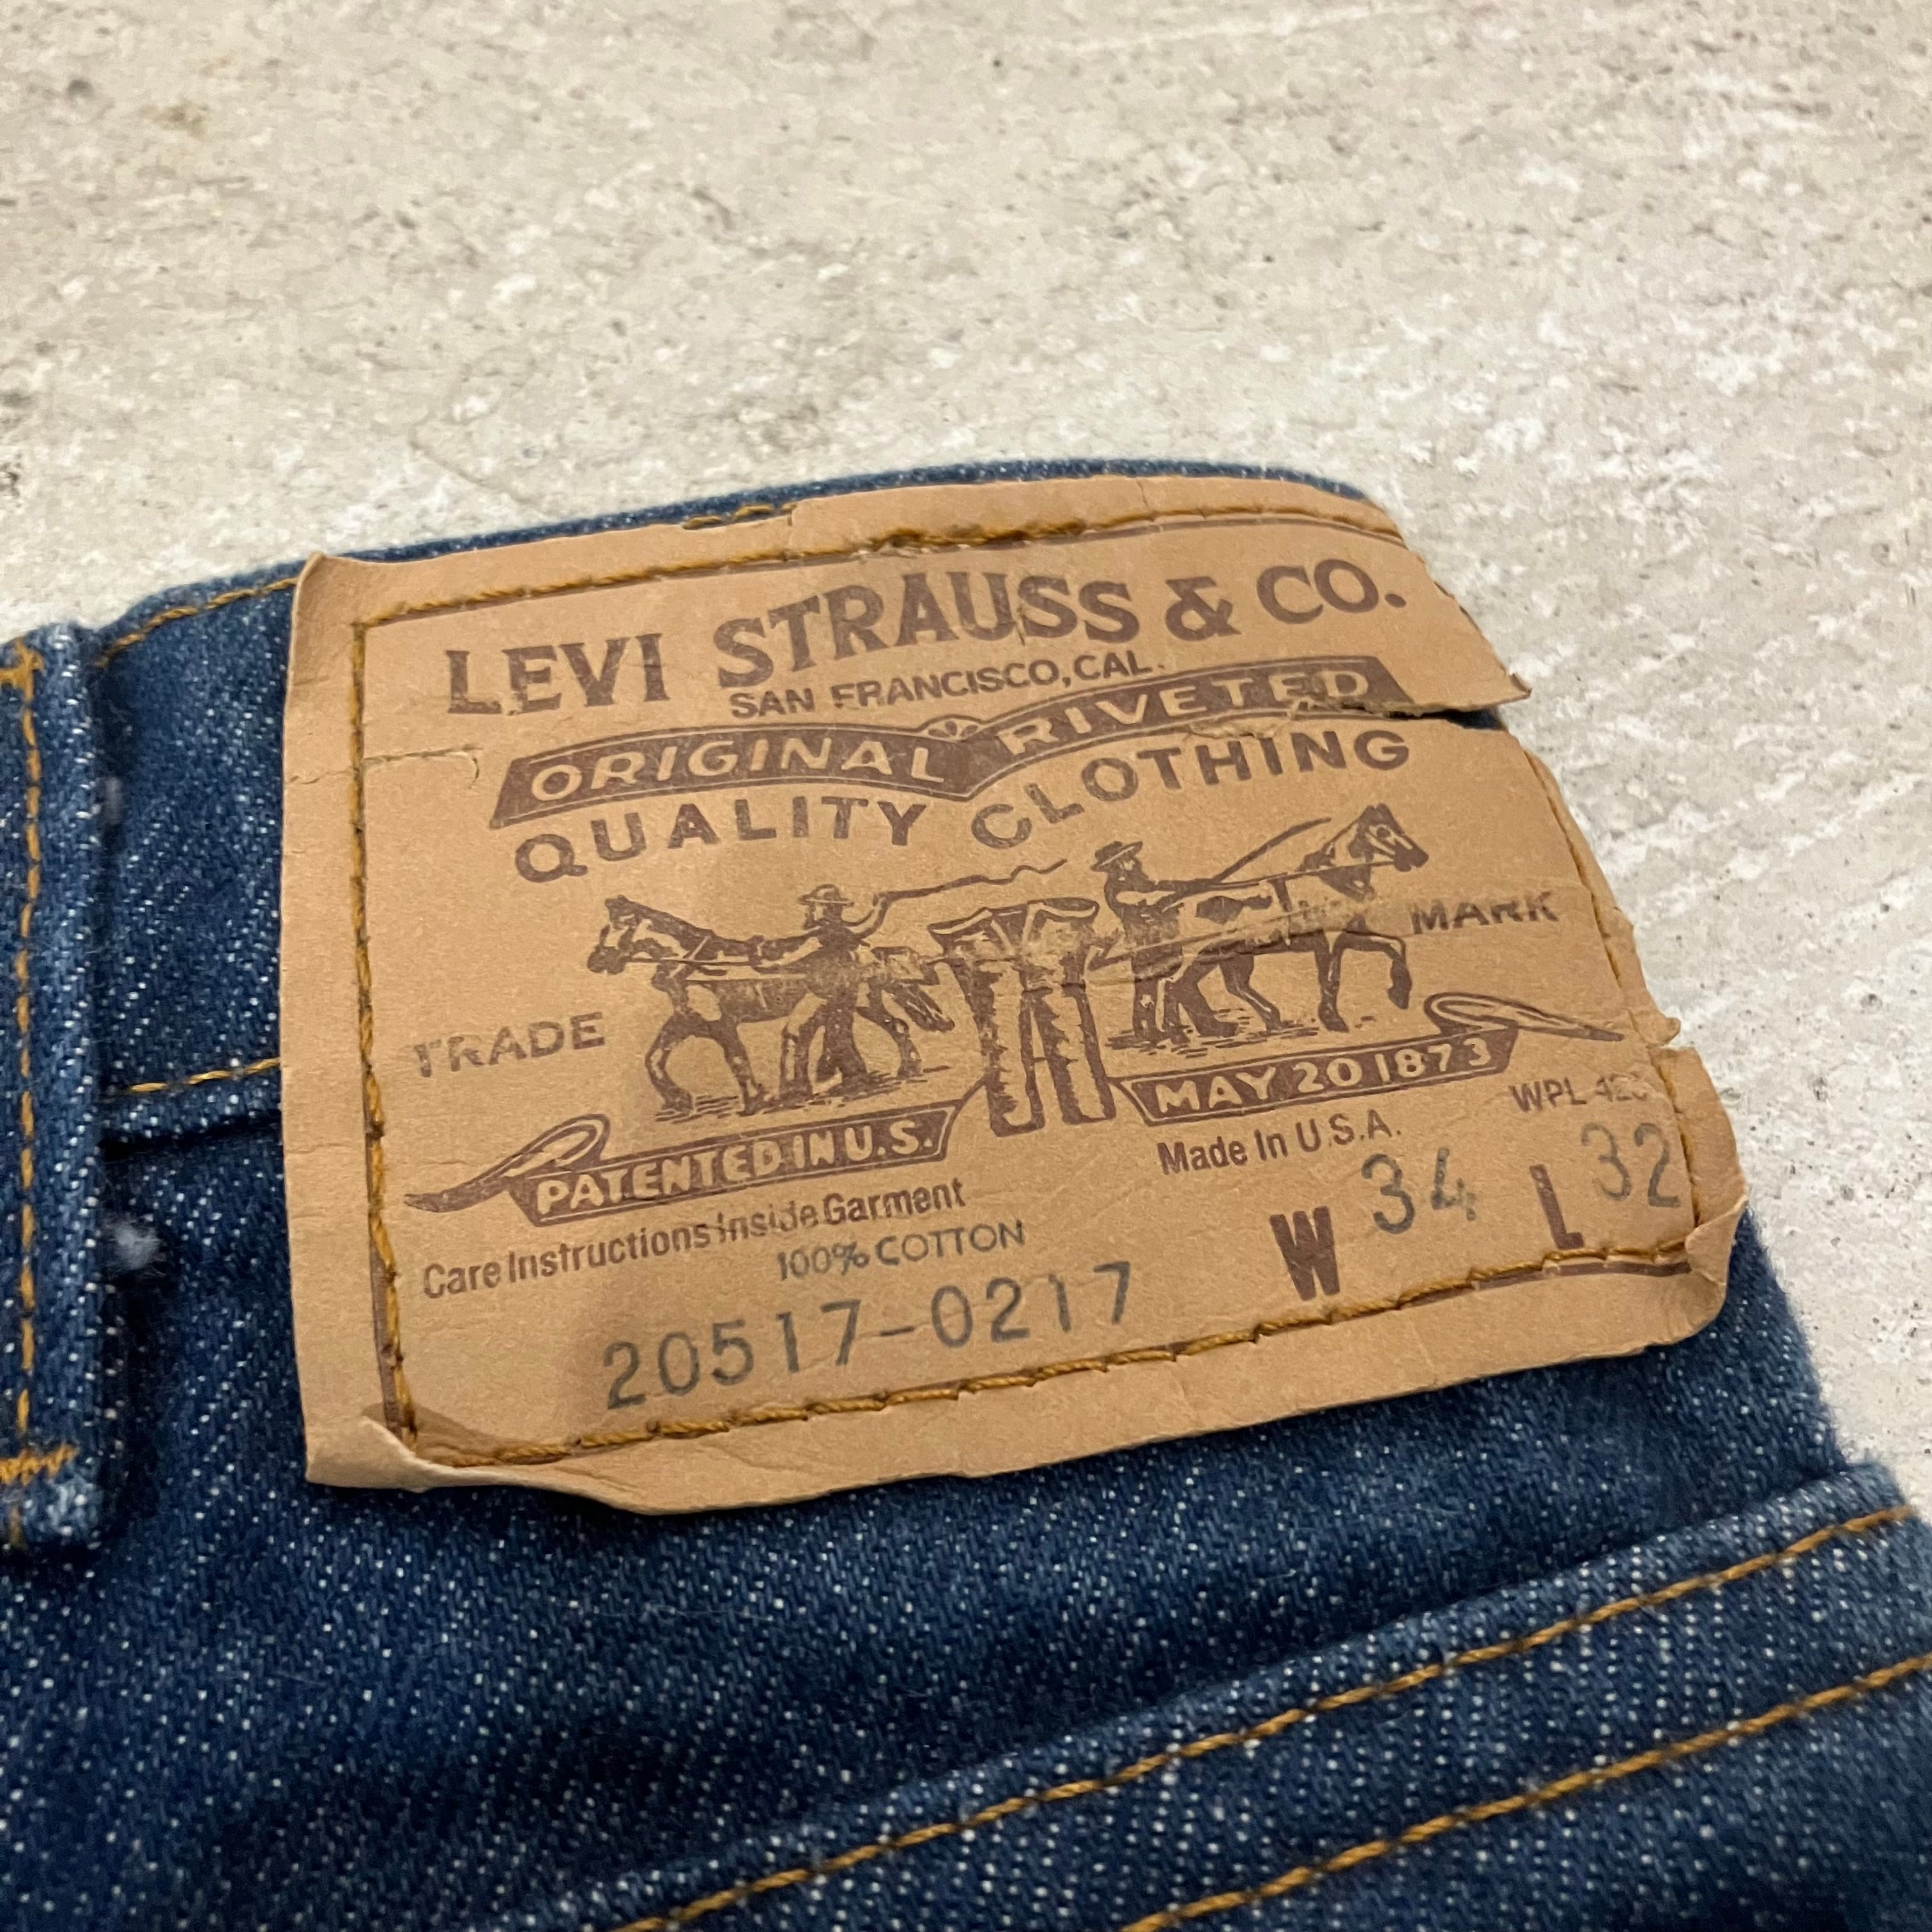 LEVI STRAUSS & CO.
SAN FRANCISCO, CAL.
ORIGINAL RIVETED
QUALITY CLOTHING
TRADE MARK
PATENTED IN U.S. MAY 20 1873
WPL
Made In U.S.A.
Care Instructions Inside Garment
100% COTTON
W 34 L 32
20517-0217